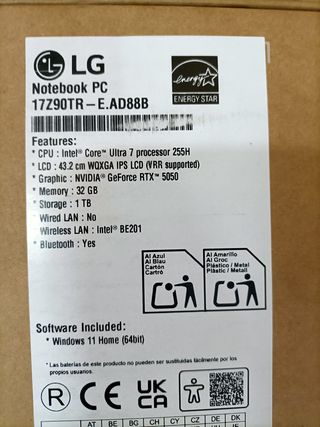 LG
Notebook PC
17Z90TR-E.AD88B
energy
ENERGY STAR
Features:
* CPU : Intel® Core™ Ultra 7 processor 255H
* LCD : 43.2 cm WQXGA IPS LCD (VRR supported)
* Graphic : NVIDIA® GeForce RTX™ 5050
* Memory : 32 GB
* Storage : 1 TB
Wired LAN : No
Wireless LAN : Intel® BE201
* Bluetooth : Yes
Al Azul
Al Blau
Cartón
Cartró
Al Amarillo
Al Groc
Plástico / Metal
Plàstic / Metall
Software Included:
* Windows 11 Home (64bit)
* Las baterías de este producto no pueden ser sustituidas fácilmente por los
propios usuarios.
R CE UK
CA
AT BE BG CH CY CZ DE DK